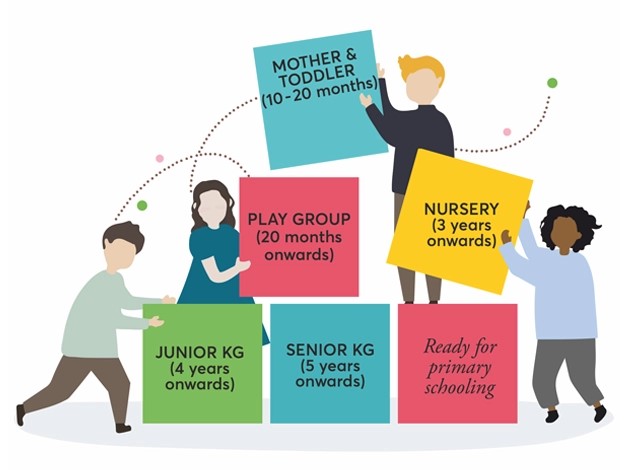 MOTHER &
TODDLER
(10-20 months)
PLAY GROUP
(20 months
onwards)
NURSERY
(3 years
onwards)
JUNIOR KG
(4 years
onwards)
SENIOR KG
(5 years
onwards)
Ready for
primary
schooling